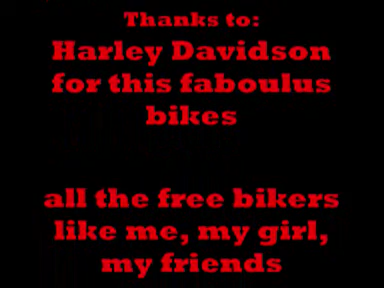 Thanks to:
Harley Davidson
for this faboulus
bikes
all the free bikers
like me, my girl,
my friends